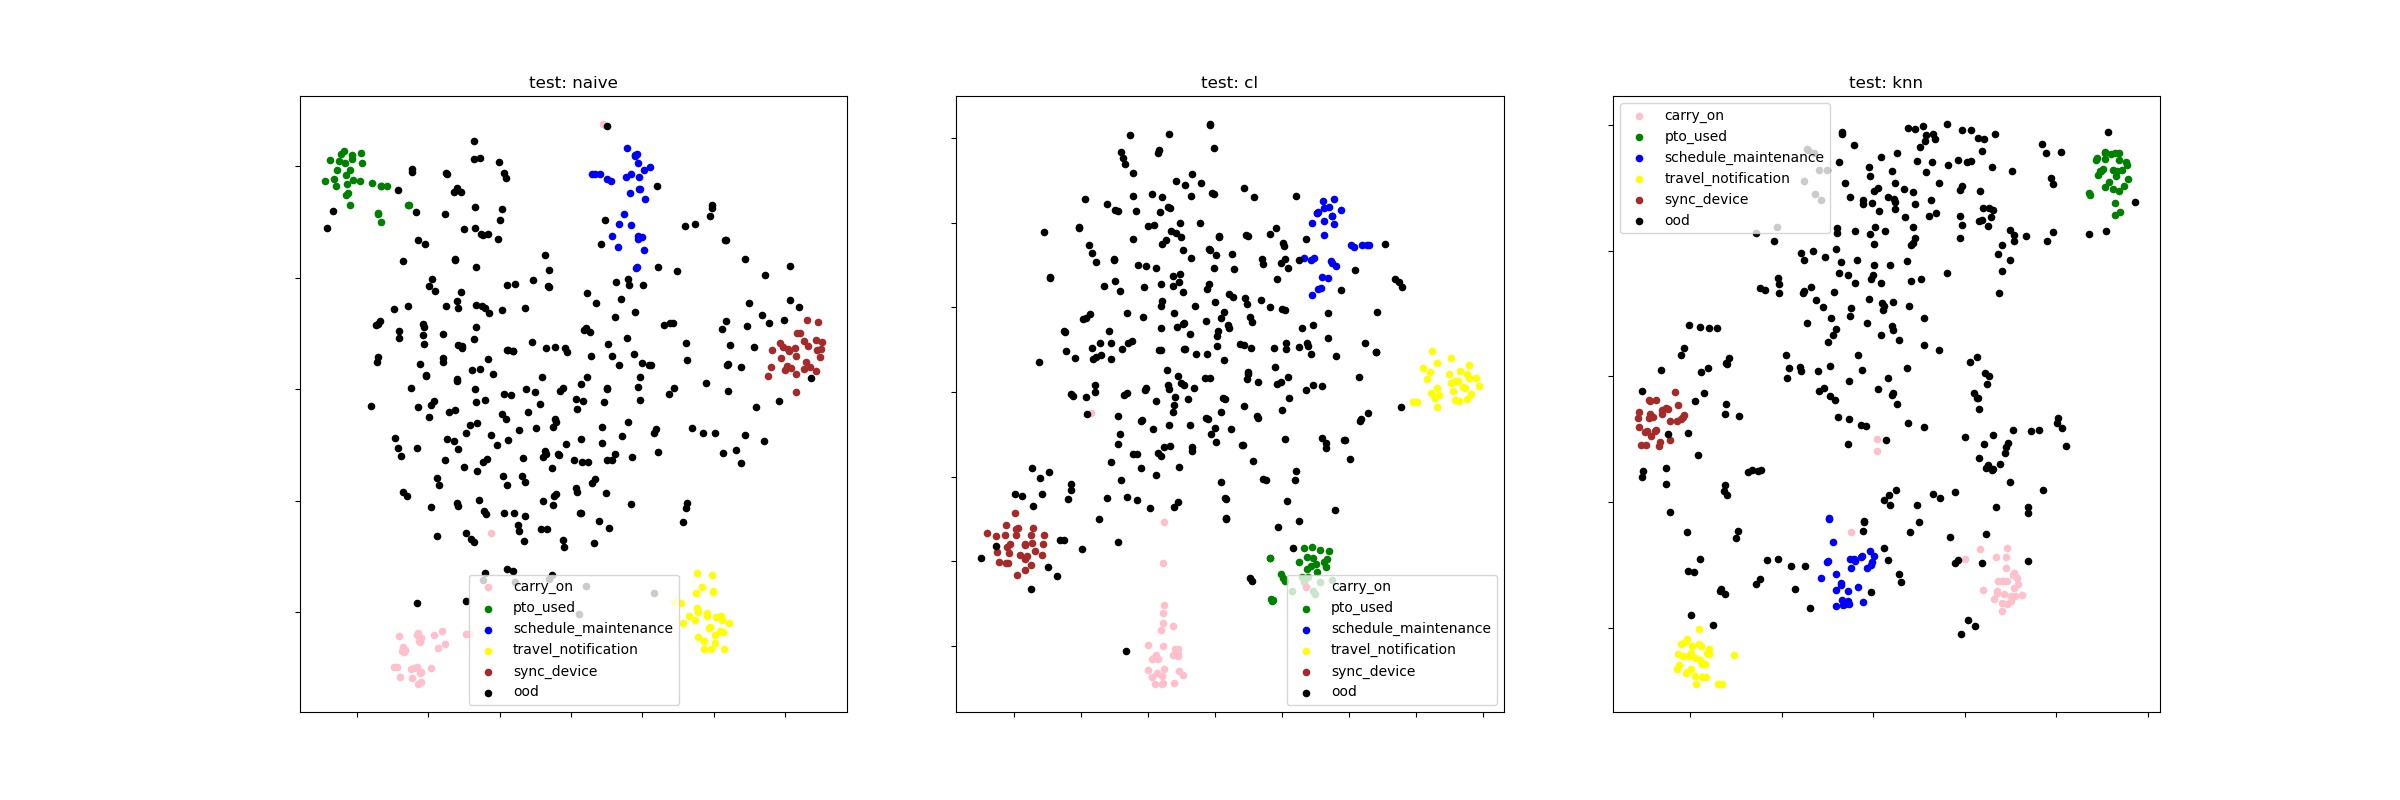 test: naive
carry_on
pto_used
schedule_maintenance
travel_notification
sync_device
ood
test: cl
carry_on
pto_used
schedule_maintenance
travel_notification
sync_device
ood
test: knn
carry_on
pto_used
schedule_maintenance
travel_notification
sync_device
ood